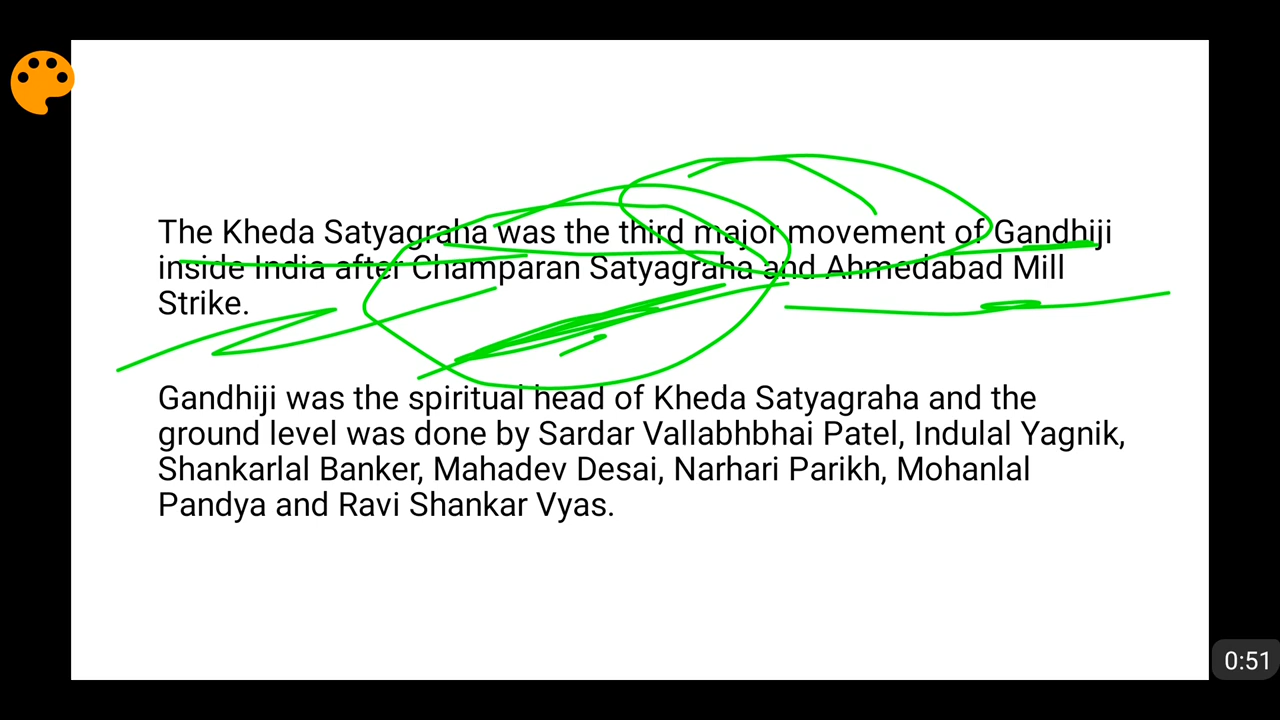 The Kheda Satyagraha was the third major movement of Gandhiji
inside India after Champaran Satyagraha and Ahmedabad Mill
Strike.
Gandhiji was the spiritual head of Kheda Satyagraha and the
ground level was done by Sardar Vallabhbhai Patel, Indulal Yagnik,
Shankarlal Banker, Mahadev Desai, Narhari Parikh, Mohanlal
Pandya and Ravi Shankar Vyas.
0:51